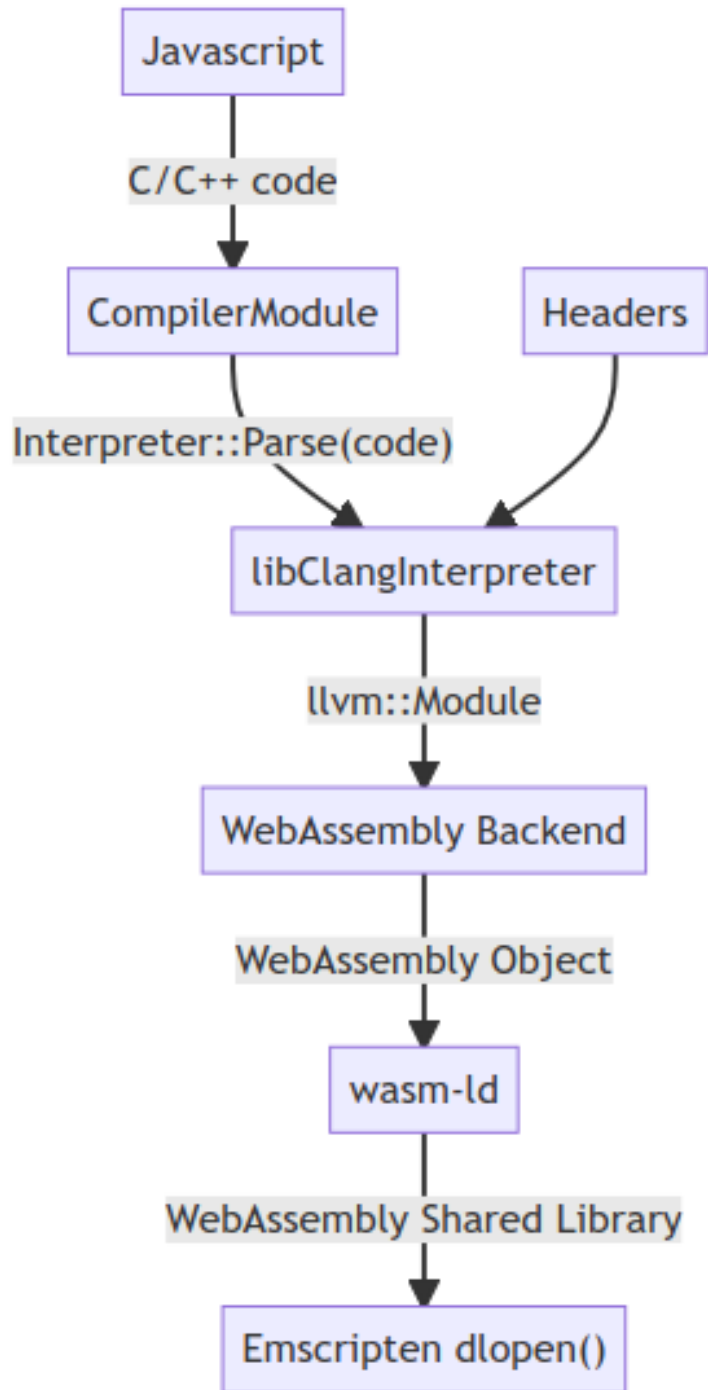 Javascript
C/C++ code
CompilerModule
Headers
Interpreter::Parse(code)
libClangInterpreter
llvm::Module
WebAssembly Backend
WebAssembly Object
wasm-ld
WebAssembly Shared Library
Emscripten dlopen()